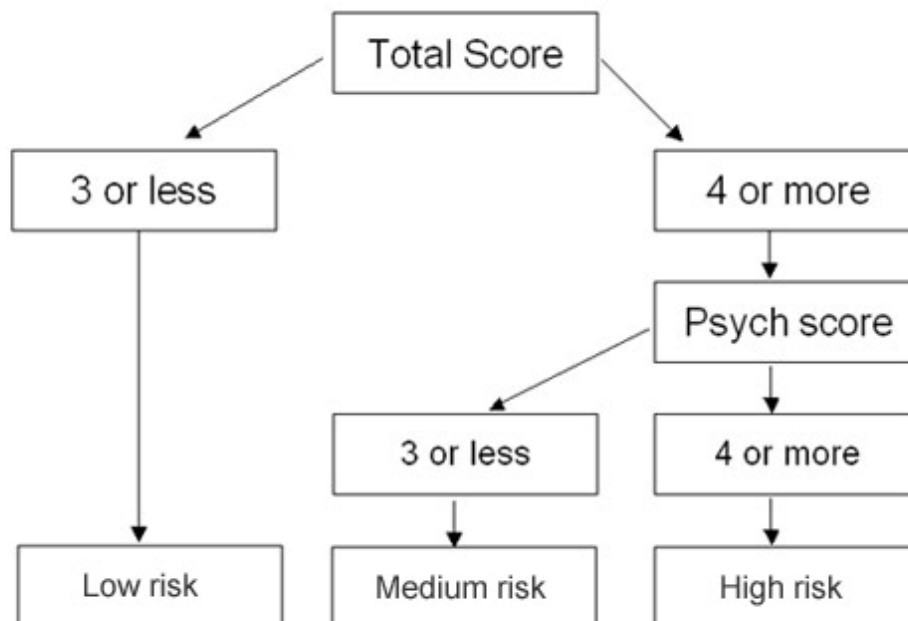 Total Score
3 or less
4 or more
Psych score
3 or less
4 or more
Low risk
Medium risk
High risk